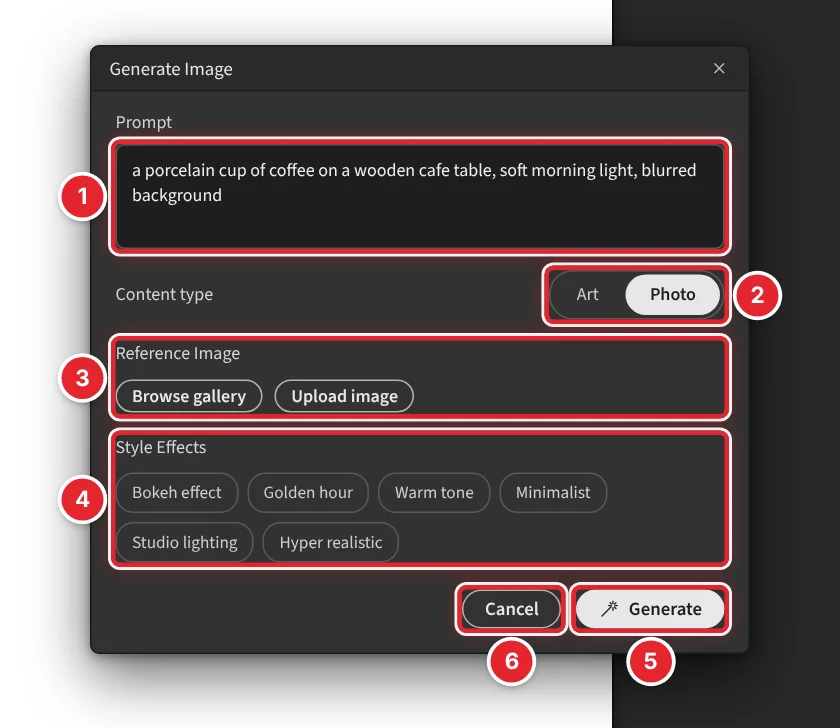 Generate Image
Prompt
a porcelain cup of coffee on a wooden cafe table, soft morning light, blurred
background
1
Content type
Art
Photo
2
Reference Image
3
Browse gallery
Upload image
Style Effects
4
Bokeh effect
Golden hour
Warm tone
Minimalist
Studio lighting
Hyper realistic
Cancel
Generate
6
5